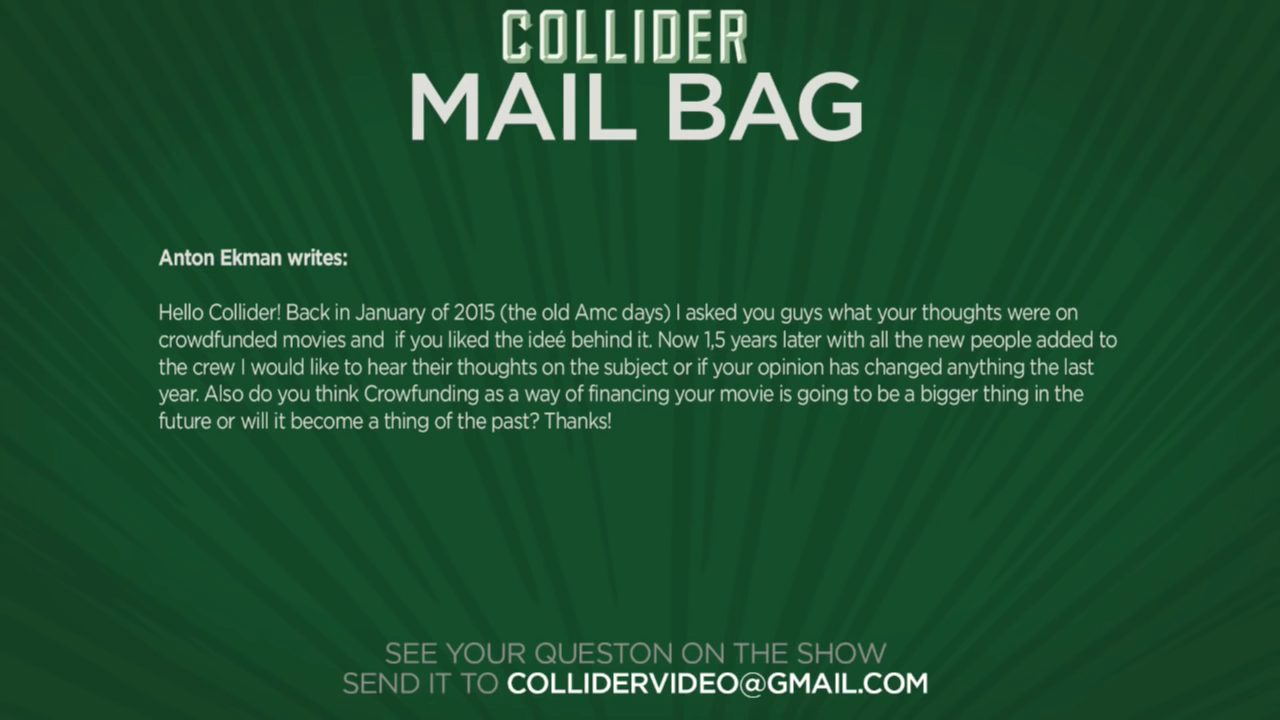 COLLIDER
MAIL BAG
Anton Ekman writes:
Hello Collider! Back in January of 2015 (the old Amc days) I asked you guys what your thoughts were on
crowdfunded movies and  if you liked the ideé behind it. Now 1,5 years later with all the new people added to
the crew I would like to hear their thoughts on the subject or if your opinion has changed anything the last
year. Also do you think Crowfunding as a way of financing your movie is going to be a bigger thing in the
future or will it become a thing of the past? Thanks!
SEE YOUR QUESTON ON THE SHOW
SEND IT TO COLLIDERVIDEO@GMAIL.COM